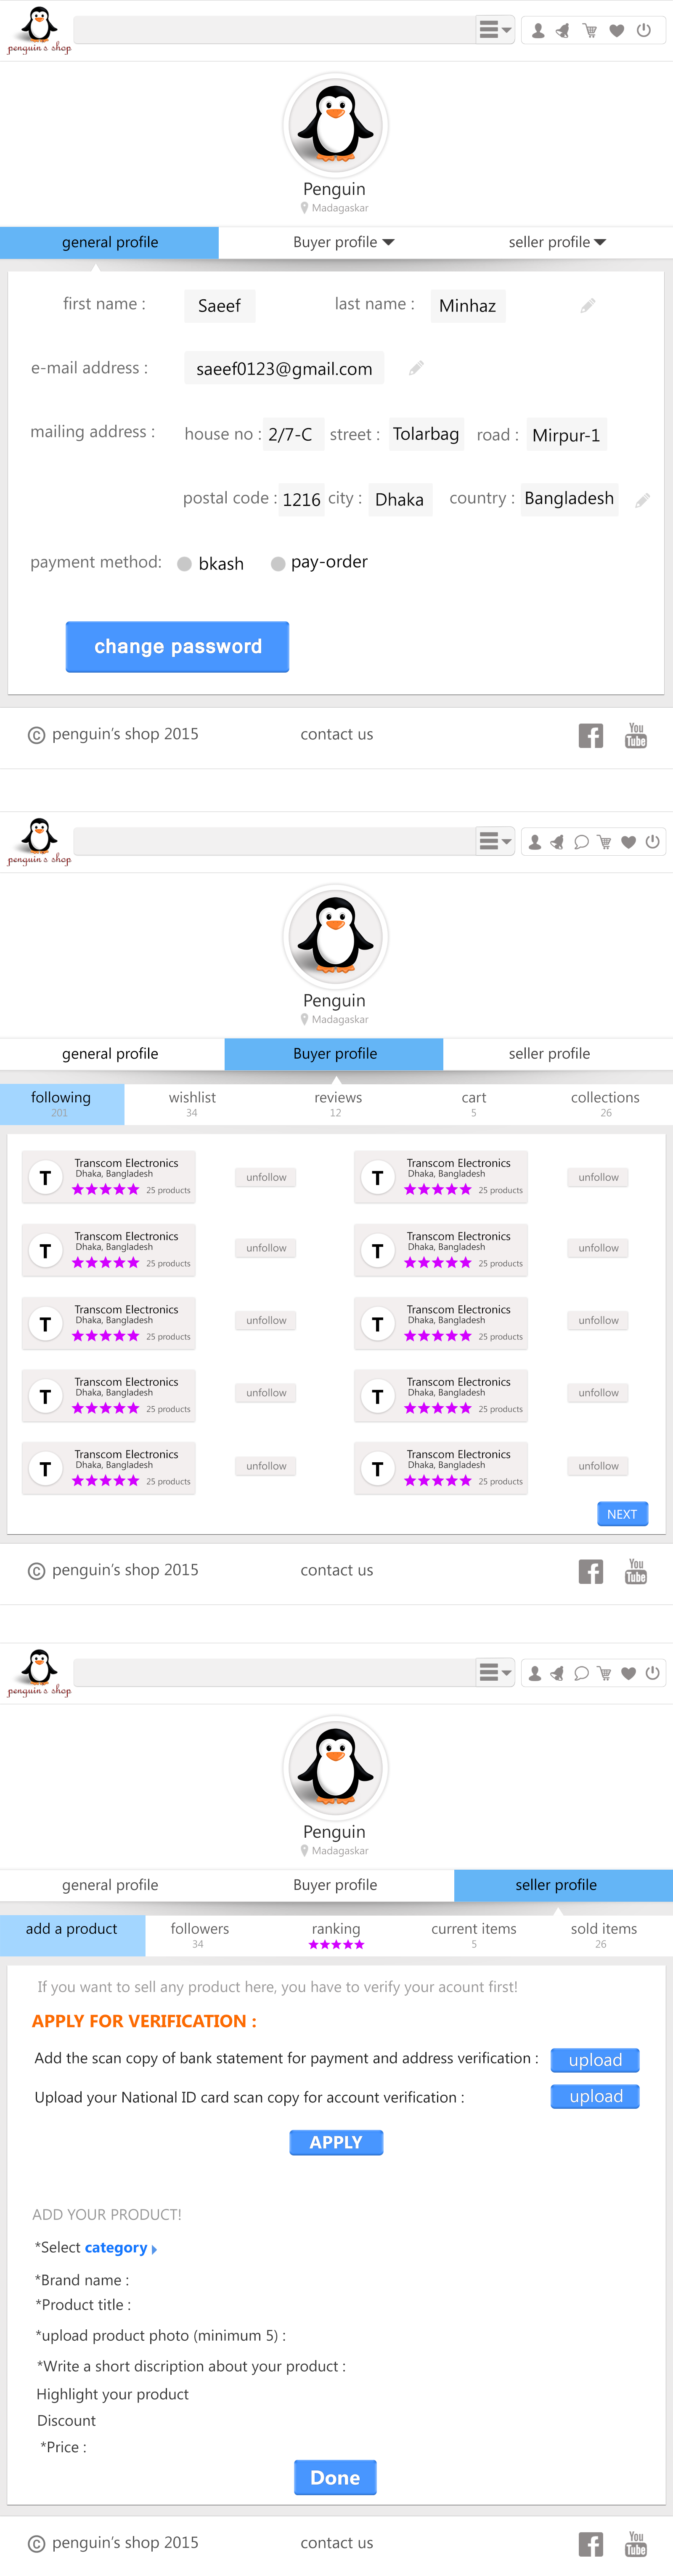 penguin's shop
Penguin
Madagaskar
general profile Buyer profile seller profile
first name : Saeef last name : Minhaz
e-mail address : saeef0123@gmail.com
mailing address : house no : 2/7-C street : Tolarbag road : Mirpur-1
postal code : 1216 city : Dhaka country : Bangladesh
payment method: bkash pay-order
change password
© penguin's shop 2015 contact us You Tube
penguin's shop
Penguin
Madagaskar
general profile Buyer profile seller profile
following wishlist reviews cart collections
201 34 12 5 26
T Transcom Electronics Dhaka, Bangladesh 25 products unfollow
T Transcom Electronics Dhaka, Bangladesh 25 products unfollow
T Transcom Electronics Dhaka, Bangladesh 25 products unfollow
T Transcom Electronics Dhaka, Bangladesh 25 products unfollow
T Transcom Electronics Dhaka, Bangladesh 25 products unfollow
T Transcom Electronics Dhaka, Bangladesh 25 products unfollow
T Transcom Electronics Dhaka, Bangladesh 25 products unfollow
T Transcom Electronics Dhaka, Bangladesh 25 products unfollow
T Transcom Electronics Dhaka, Bangladesh 25 products unfollow
T Transcom Electronics Dhaka, Bangladesh 25 products unfollow
NEXT
© penguin's shop 2015 contact us You Tube
penguin's shop
Penguin
Madagaskar
general profile Buyer profile seller profile
add a product followers ranking current items sold items
34 5 26
If you want to sell any product here, you have to verify your acount first!
APPLY FOR VERIFICATION :
Add the scan copy of bank statement for payment and address verification : upload
Upload your National ID card scan copy for account verification : upload
APPLY
ADD YOUR PRODUCT!
*Select category
*Brand name :
*Product title :
*upload product photo (minimum 5) :
*Write a short discription about your product :
Highlight your product
Discount
*Price :
Done
© penguin's shop 2015 contact us You Tube